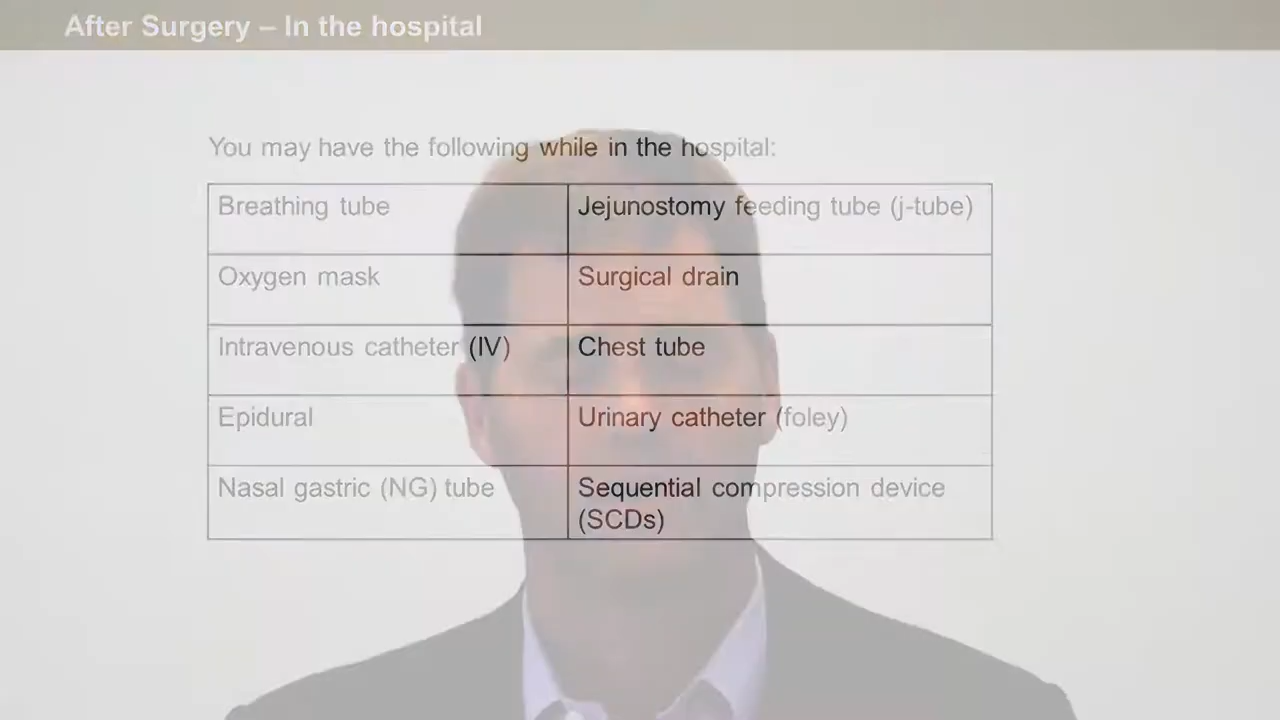 After Surgery – In the hospital
You may have the following while in the hospital:
Breathing tube
Jejunostomy feeding tube (j-tube)
Oxygen mask
Surgical drain
Intravenous catheter (IV)
Chest tube
Epidural
Urinary catheter (foley)
Nasal gastric (NG) tube
Sequential compression device
(SCDs)